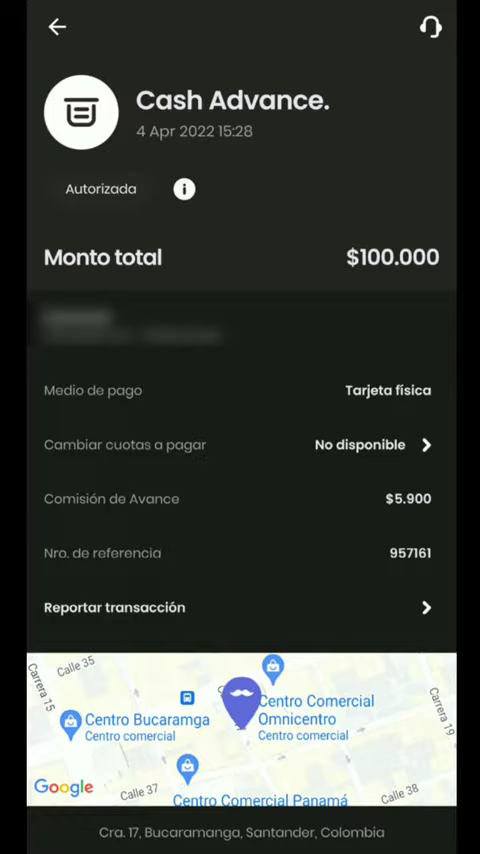 Cash Advance.
4 Apr 2022 15:28
Autorizada
i
Monto total $100.000
Medio de pago Tarjeta física
Cambiar cuotas a pagar No disponible
Comisión de Avance $5.900
Nro. de referencia 957161
Reportar transacción
Carrera 15
Calle 35
Centro Bucaramga
Centro comercial
Centro Comercial
Omnicentro
Centro comercial
Carrera 19
Google
Calle 37
Centro Comercial Panamá
Calle 38
Cra. 17, Bucaramanga, Santander, Colombia